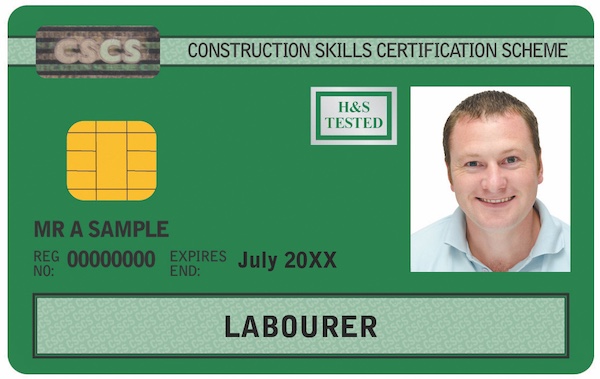 CSCS
CONSTRUCTION SKILLS CERTIFICATION SCHEME
H&S
TESTED
MR A SAMPLE
REG
NO: 00000000
EXPIRES
END: July 20XX
LABOURER